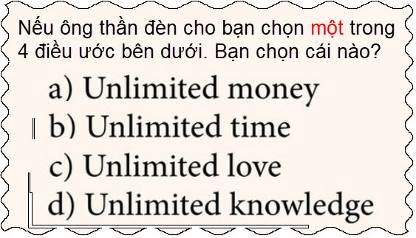 Nếu ông thần đèn cho bạn chọn một trong
4 điều ước bên dưới. Bạn chọn cái nào?
a) Unlimited money
b) Unlimited time
c) Unlimited love
d) Unlimited knowledge